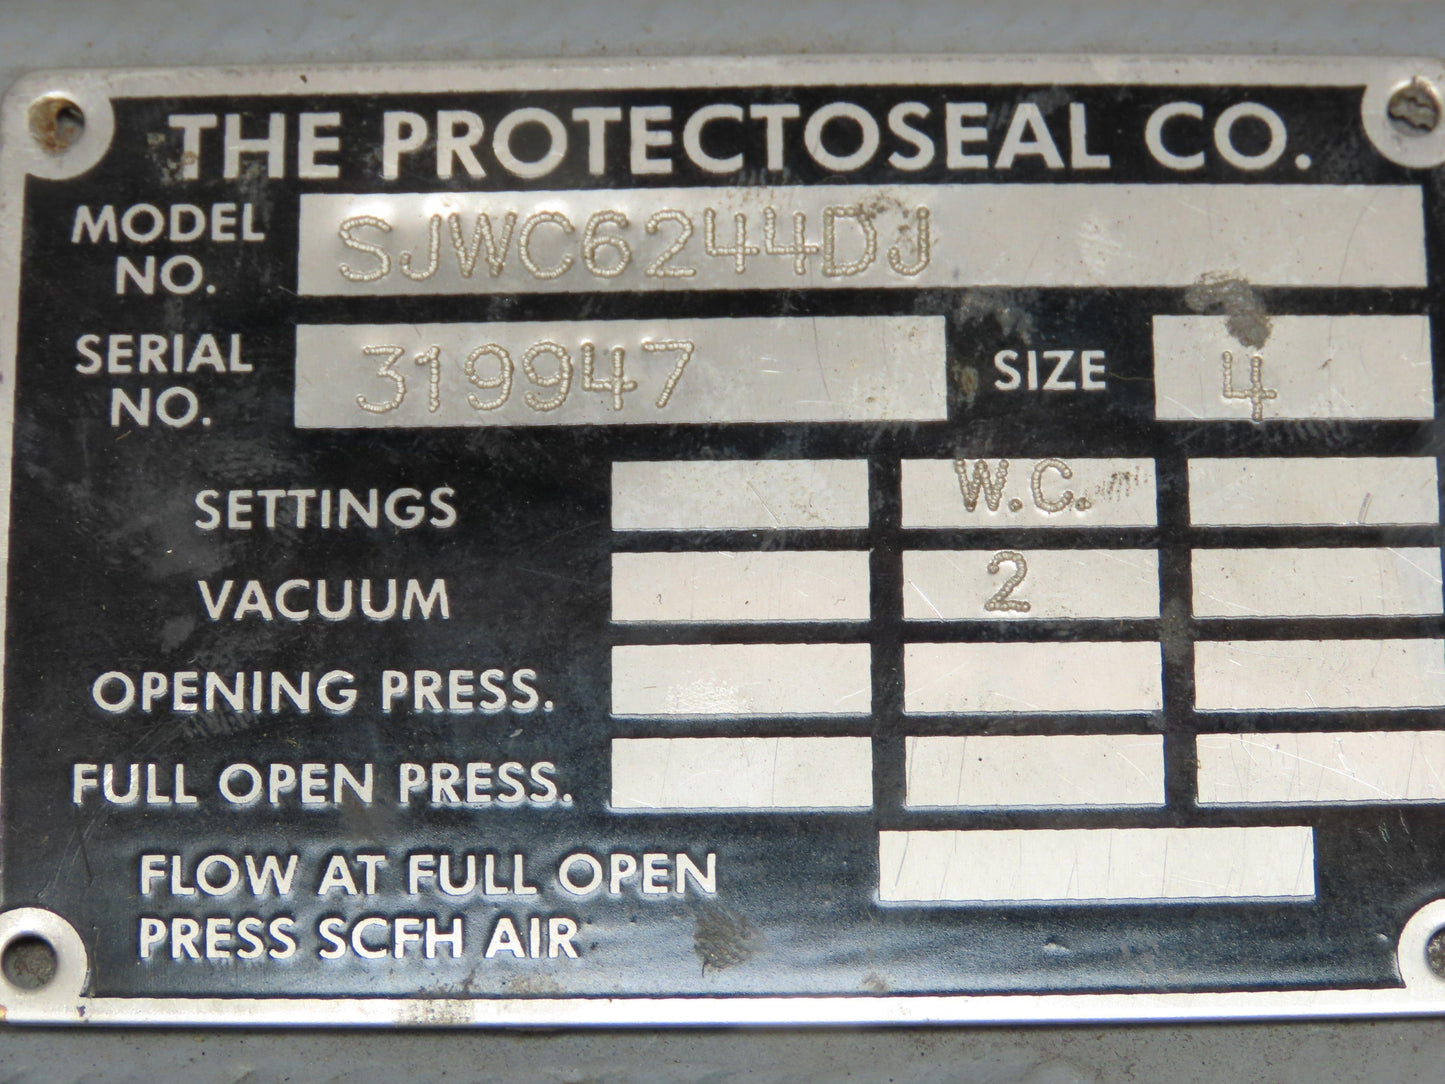 THE PROTECTOSEAL CO.
MODEL NO. SJWC6244DJ
SERIAL NO. 319947 SIZE 4
SETTINGS W.C.
VACUUM 2
OPENING PRESS.
FULL OPEN PRESS.
FLOW AT FULL OPEN
PRESS SCFH AIR